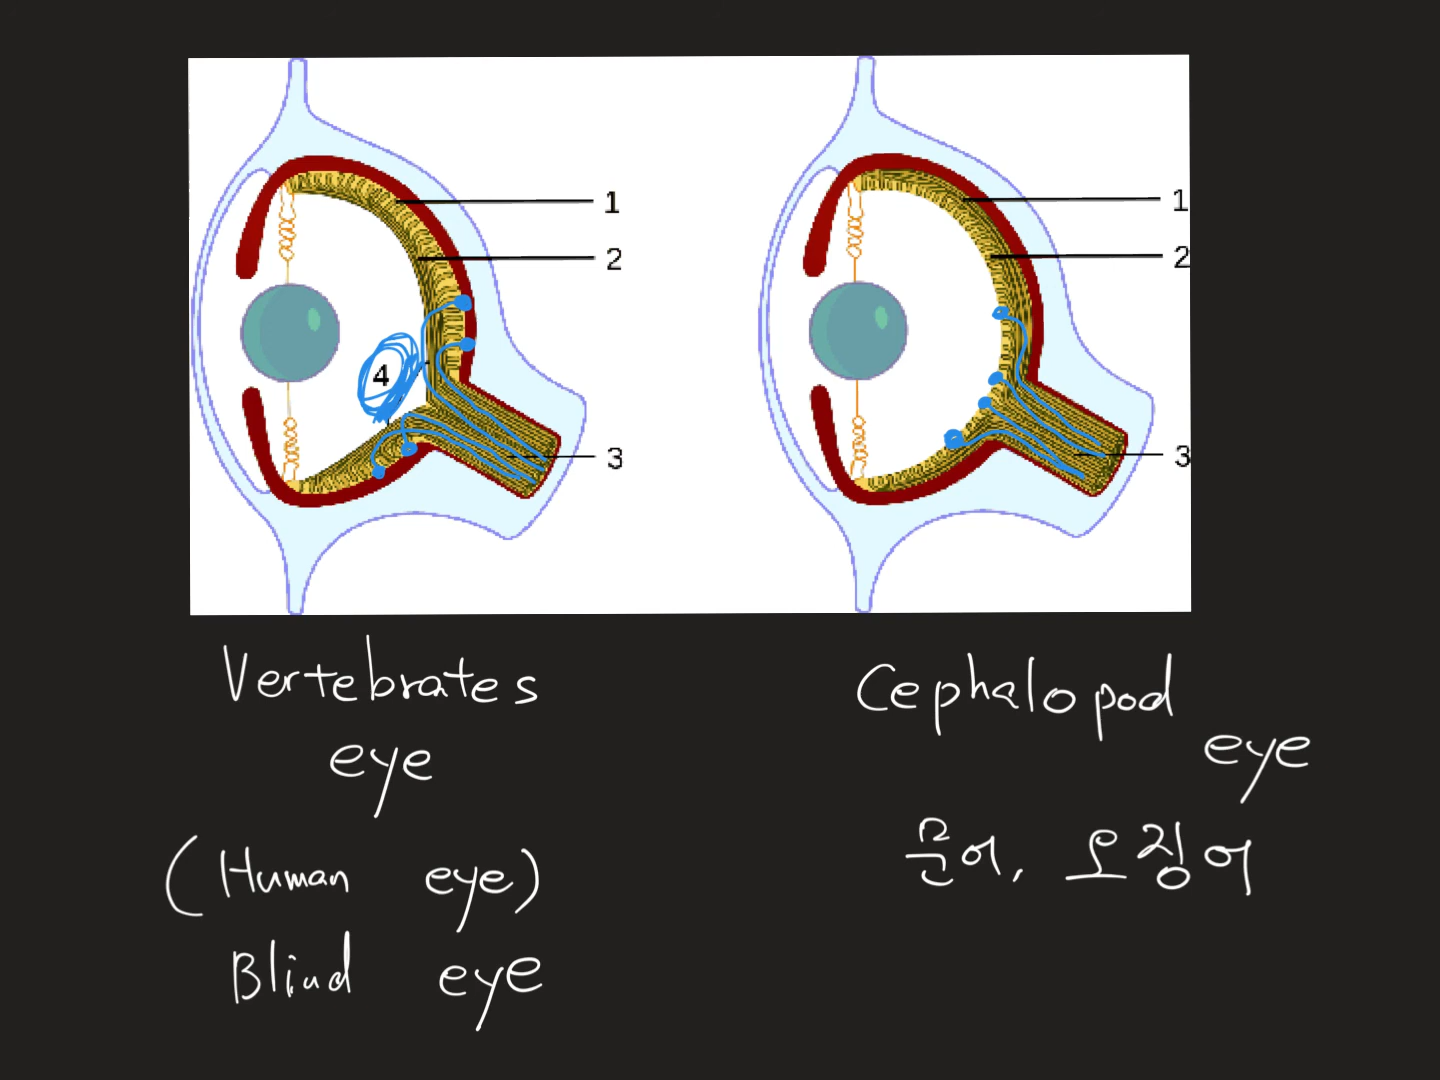 1
2
4
3
1
2
3
Vertebrates
eye
(Human eye)
Blind eye
Cephalopod
eye
문어, 오징어